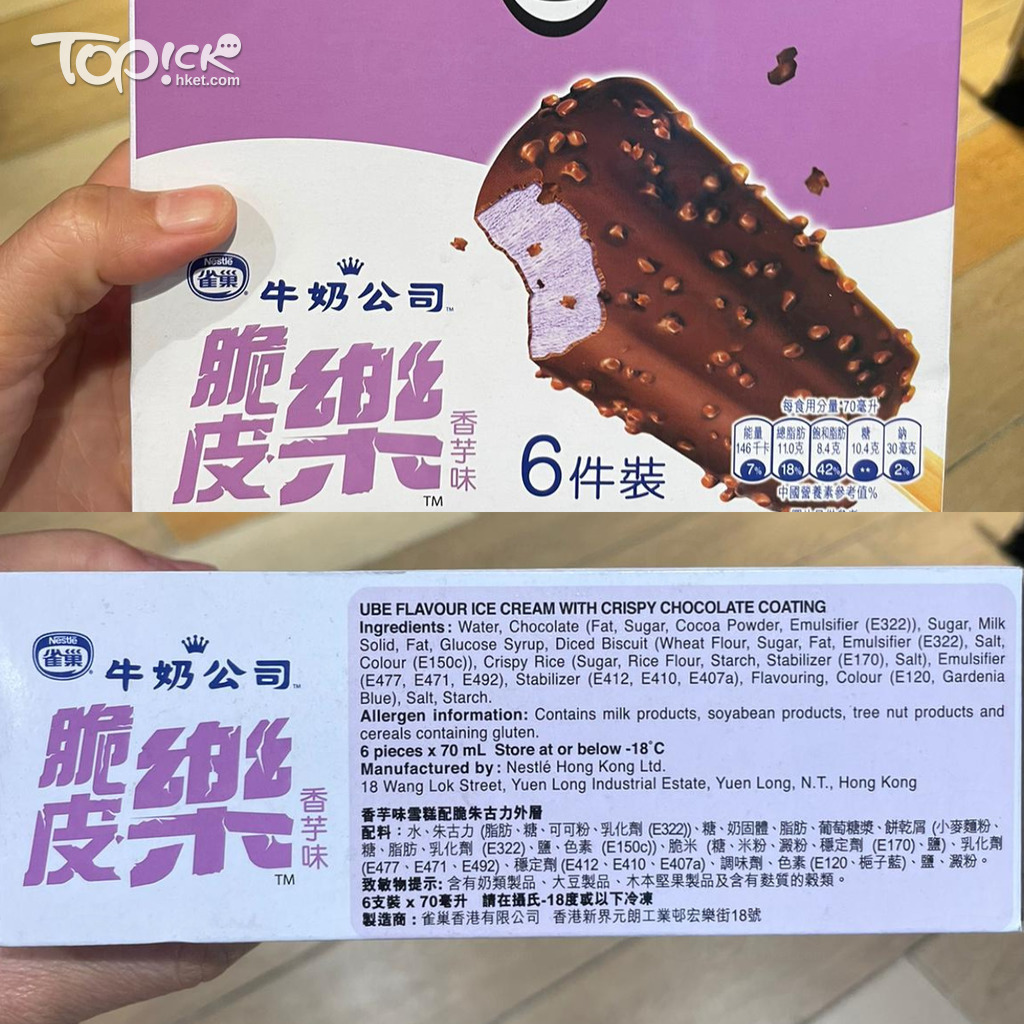 TOPick
hket.com
Nestlé
雀巢
牛奶公司™
脆皮樂
香芋味
TM
6件裝
每食用分量:70毫升
能量 總脂肪 飽和脂肪 糖 鈉
146千卡 11.0克 8.4克 10.4克 30毫克
7% 18% 42% ** 2%
中國營養素參考值%
Nestlé
雀巢
牛奶公司™
脆皮樂
香芋味
TM
UBE FLAVOUR ICE CREAM WITH CRISPY CHOCOLATE COATING
Ingredients: Water, Chocolate (Fat, Sugar, Cocoa Powder, Emulsifier (E322)), Sugar, Milk
Solid, Fat, Glucose Syrup, Diced Biscuit (Wheat Flour, Sugar, Fat, Emulsifier (E322), Salt,
Colour (E150c)), Crispy Rice (Sugar, Rice Flour, Starch, Stabilizer (E170), Salt), Emulsifier
(E477, E471, E492), Stabilizer (E412, E410, E407a), Flavouring, Colour (E120, Gardenia
Blue), Salt, Starch.
Allergen information: Contains milk products, soyabean products, tree nut products and
cereals containing gluten.
6 pieces x 70 mL Store at or below -18°C
Manufactured by: Nestlé Hong Kong Ltd.
18 Wang Lok Street, Yuen Long Industrial Estate, Yuen Long, N.T., Hong Kong
香芋味雪糕配脆朱古力外層
配料：水、朱古力 (脂肪、糖、可可粉、乳化劑 (E322))、糖、奶固體、脂肪、葡萄糖漿、餅乾屑 (小麥麵粉、
糖、脂肪、乳化劑 (E322)、鹽、色素 (E150c))、脆米 (糖、米粉、澱粉、穩定劑 (E170)、鹽)、乳化劑
(E477、E471、E492)、穩定劑 (E412、E410、E407a)、調味劑、色素 (E120、梔子藍)、鹽、澱粉。
致敏物提示: 含有奶類製品、大豆製品、木本堅果製品及含有麩質的穀類。
6支裝 x 70毫升 請在攝氏-18度或以下冷凍
製造商：雀巢香港有限公司 香港新界元朗工業邨宏樂街18號